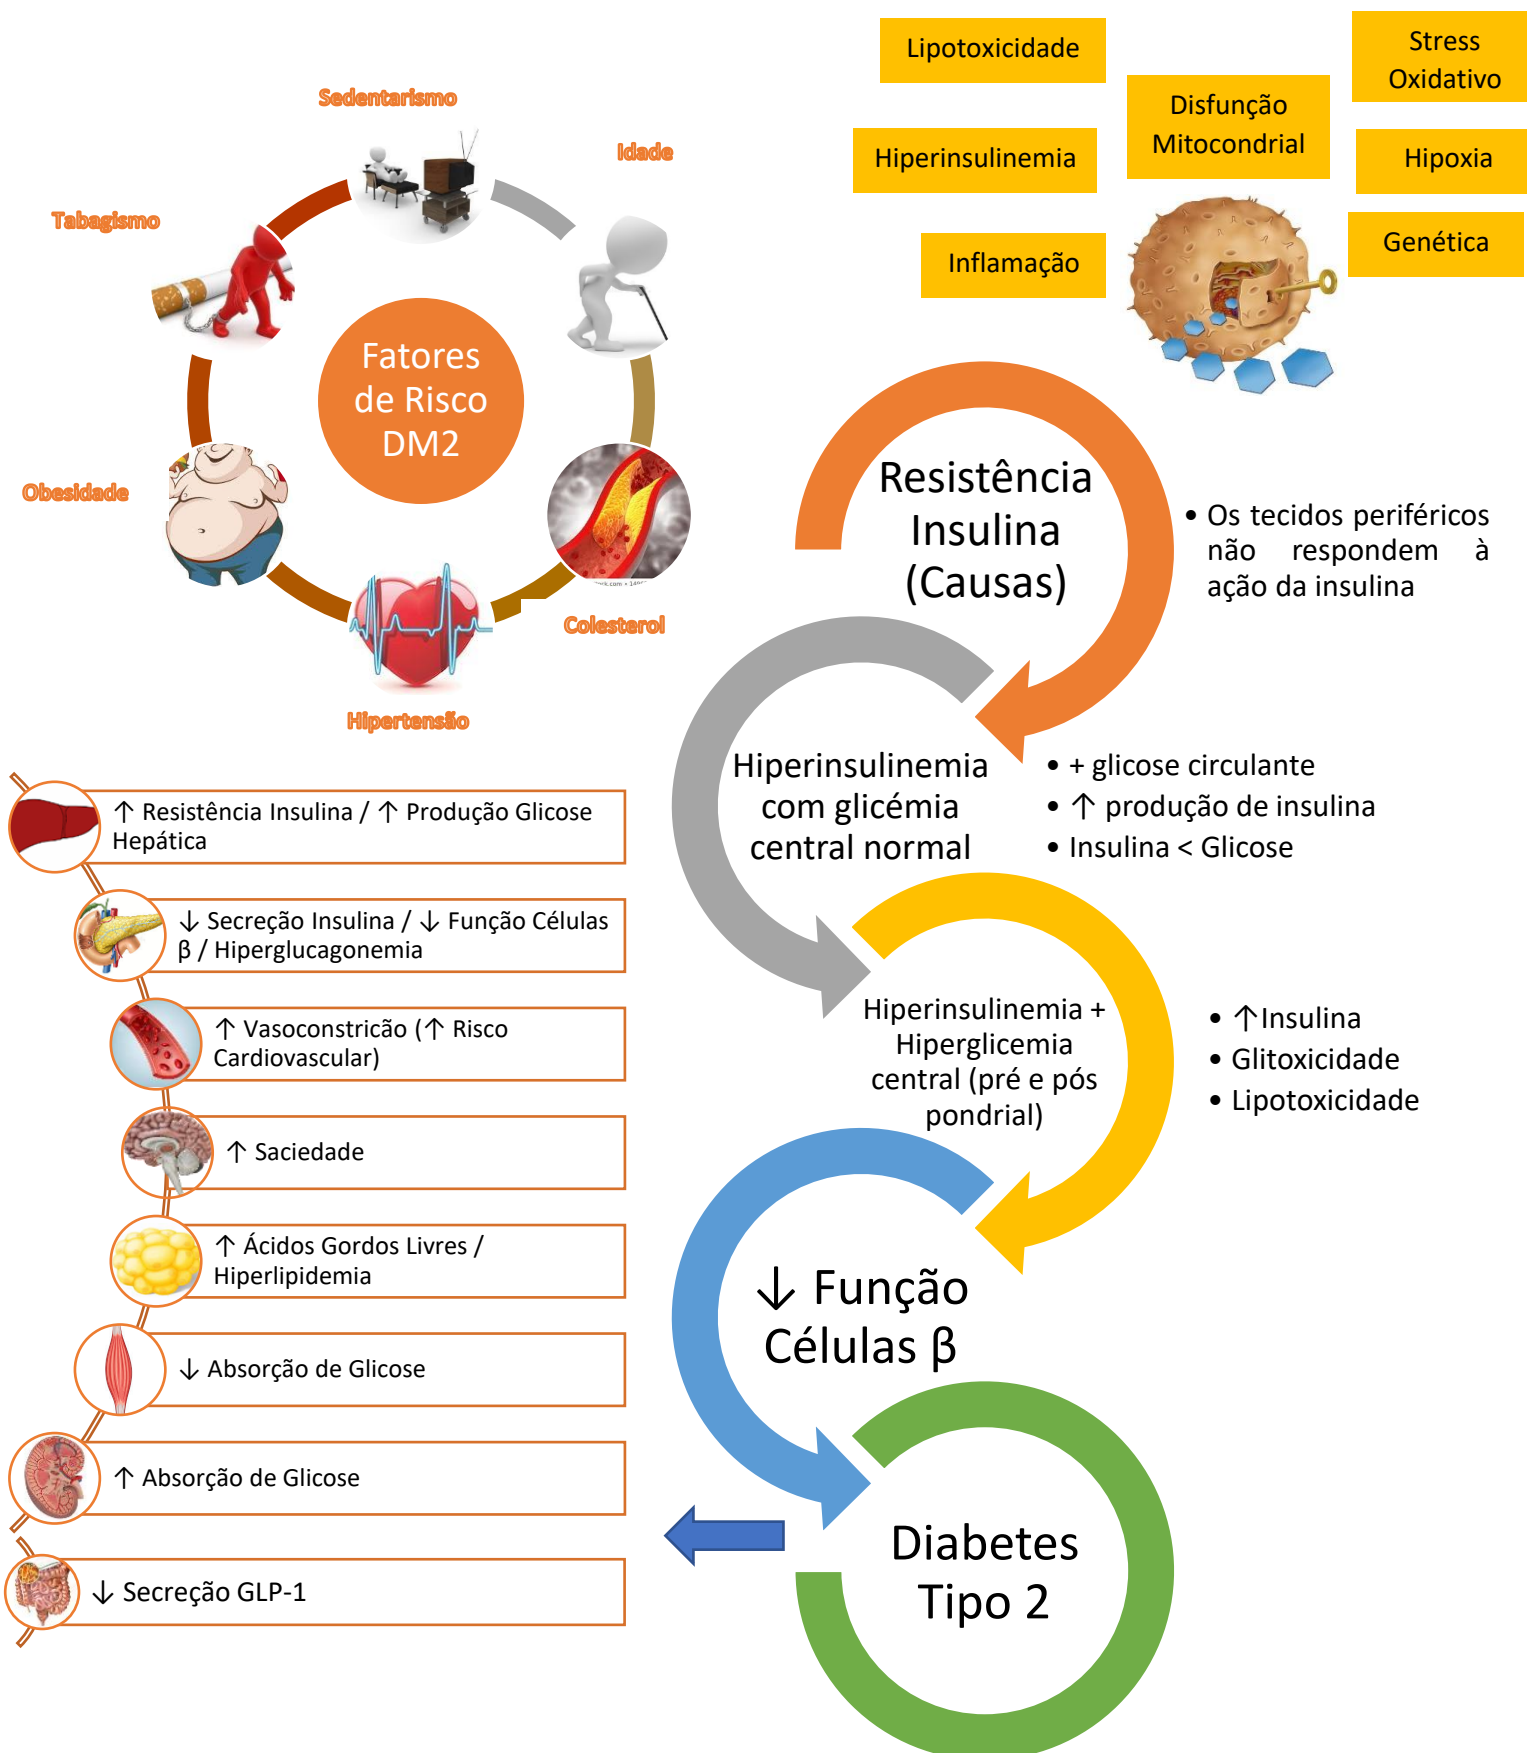 Sedentarismo
Idade
Tabagismo
Fatores
de Risco
DM2
Obesidade
Colesterol
Hipertensão
Lipotoxicidade
Stress
Oxidativo
Disfunção
Mitocondrial
Hiperinsulinemia
Hipoxia
Genética
Inflamação
Resistência
Insulina
(Causas)
• Os tecidos periféricos
não respondem à
ação da insulina
Hiperinsulinemia
com glicémia
central normal
• + glicose circulante
• ↑ produção de insulina
• Insulina < Glicose
Hiperinsulinemia +
Hiperglicemia
central (pré e pós
pondrial)
• ↑Insulina
• Glitoxicidade
• Lipotoxicidade
↓ Função
Células β
Diabetes
Tipo 2
↑ Resistência Insulina / ↑ Produção Glicose
Hepática
↓ Secreção Insulina / ↓ Função Células
β / Hiperglucagonemia
↑ Vasoconstricão (↑ Risco
Cardiovascular)
↑ Saciedade
↑ Ácidos Gordos Livres /
Hiperlipidemia
↓ Absorção de Glicose
↑ Absorção de Glicose
↓ Secreção GLP-1